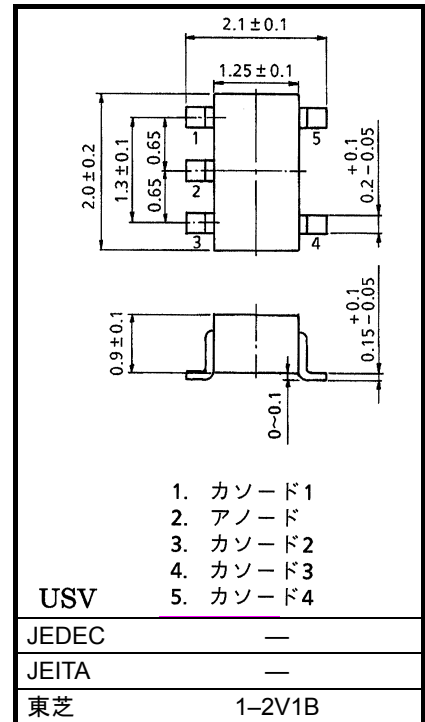 2.1±0.1
1.25±0.1
2.0±0.2
1.3±0.1
0.65
0.65
1
2
3
5
4
+0.1
0.2−0.05
0.9±0.1
0~0.1
+0.1
0.15−0.05
1. カソード1
2. アノード
3. カソード2
4. カソード3
USV 5. カソード4
JEDEC —
JEITA —
東芝 1–2V1B